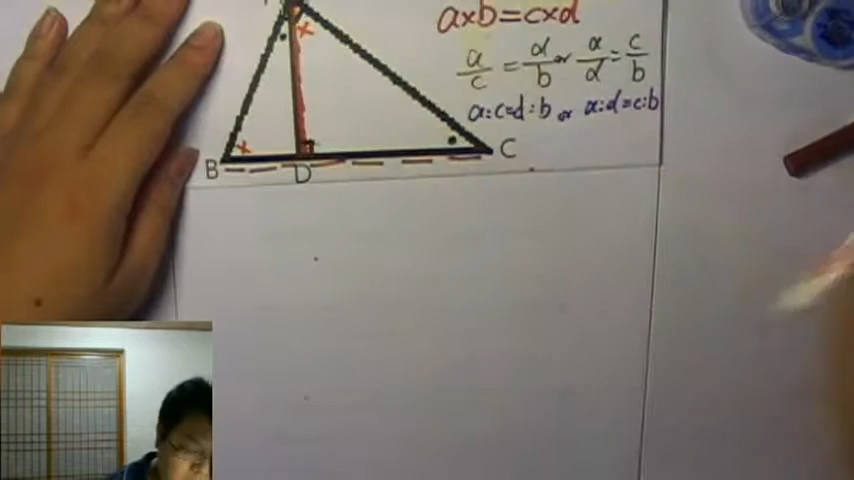 a×b=c×d
a/c = d/b or a/d = c/b
a:c=d:b or a:d=c:b
B D C